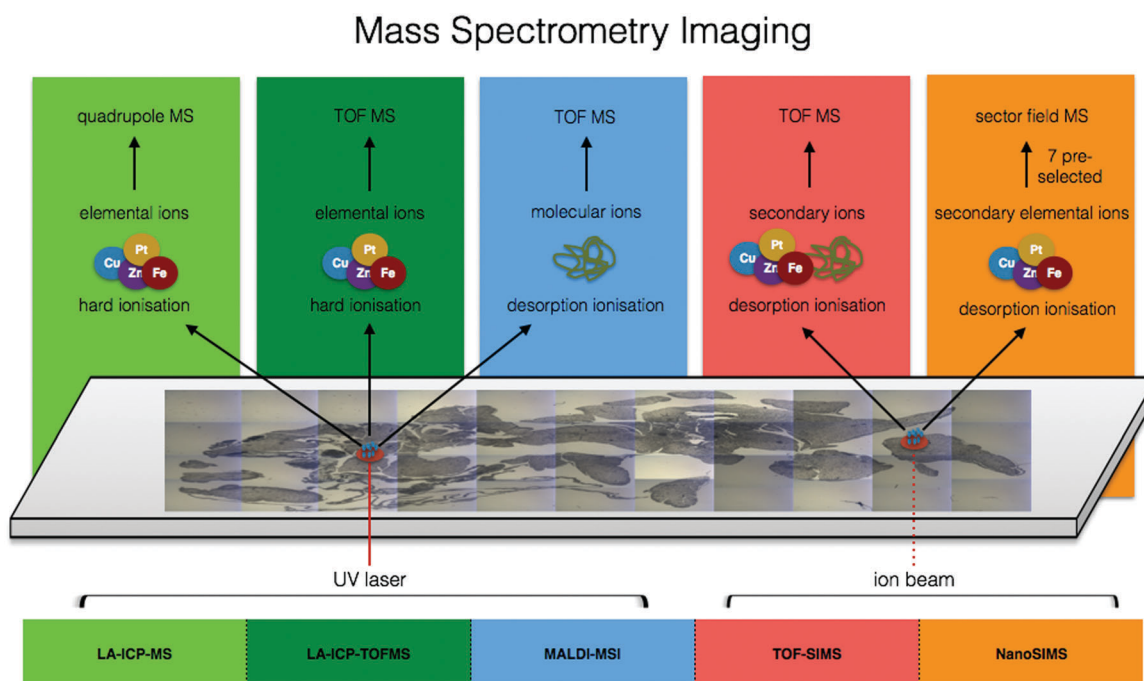 Mass Spectrometry Imaging
quadrupole MS
elemental ions
Cu
Pt
Zn
Fe
hard ionisation
TOF MS
elemental ions
Cu
Pt
Zn
Fe
hard ionisation
TOF MS
molecular ions
desorption ionisation
TOF MS
secondary ions
Cu
Pt
Zn
Fe
desorption ionisation
sector field MS
7 pre-
selected
secondary elemental ions
Cu
Pt
Zn
Fe
desorption ionisation
UV laser
ion beam
LA-ICP-MS
LA-ICP-TOFMS
MALDI-MSI
TOF-SIMS
NanoSIMS